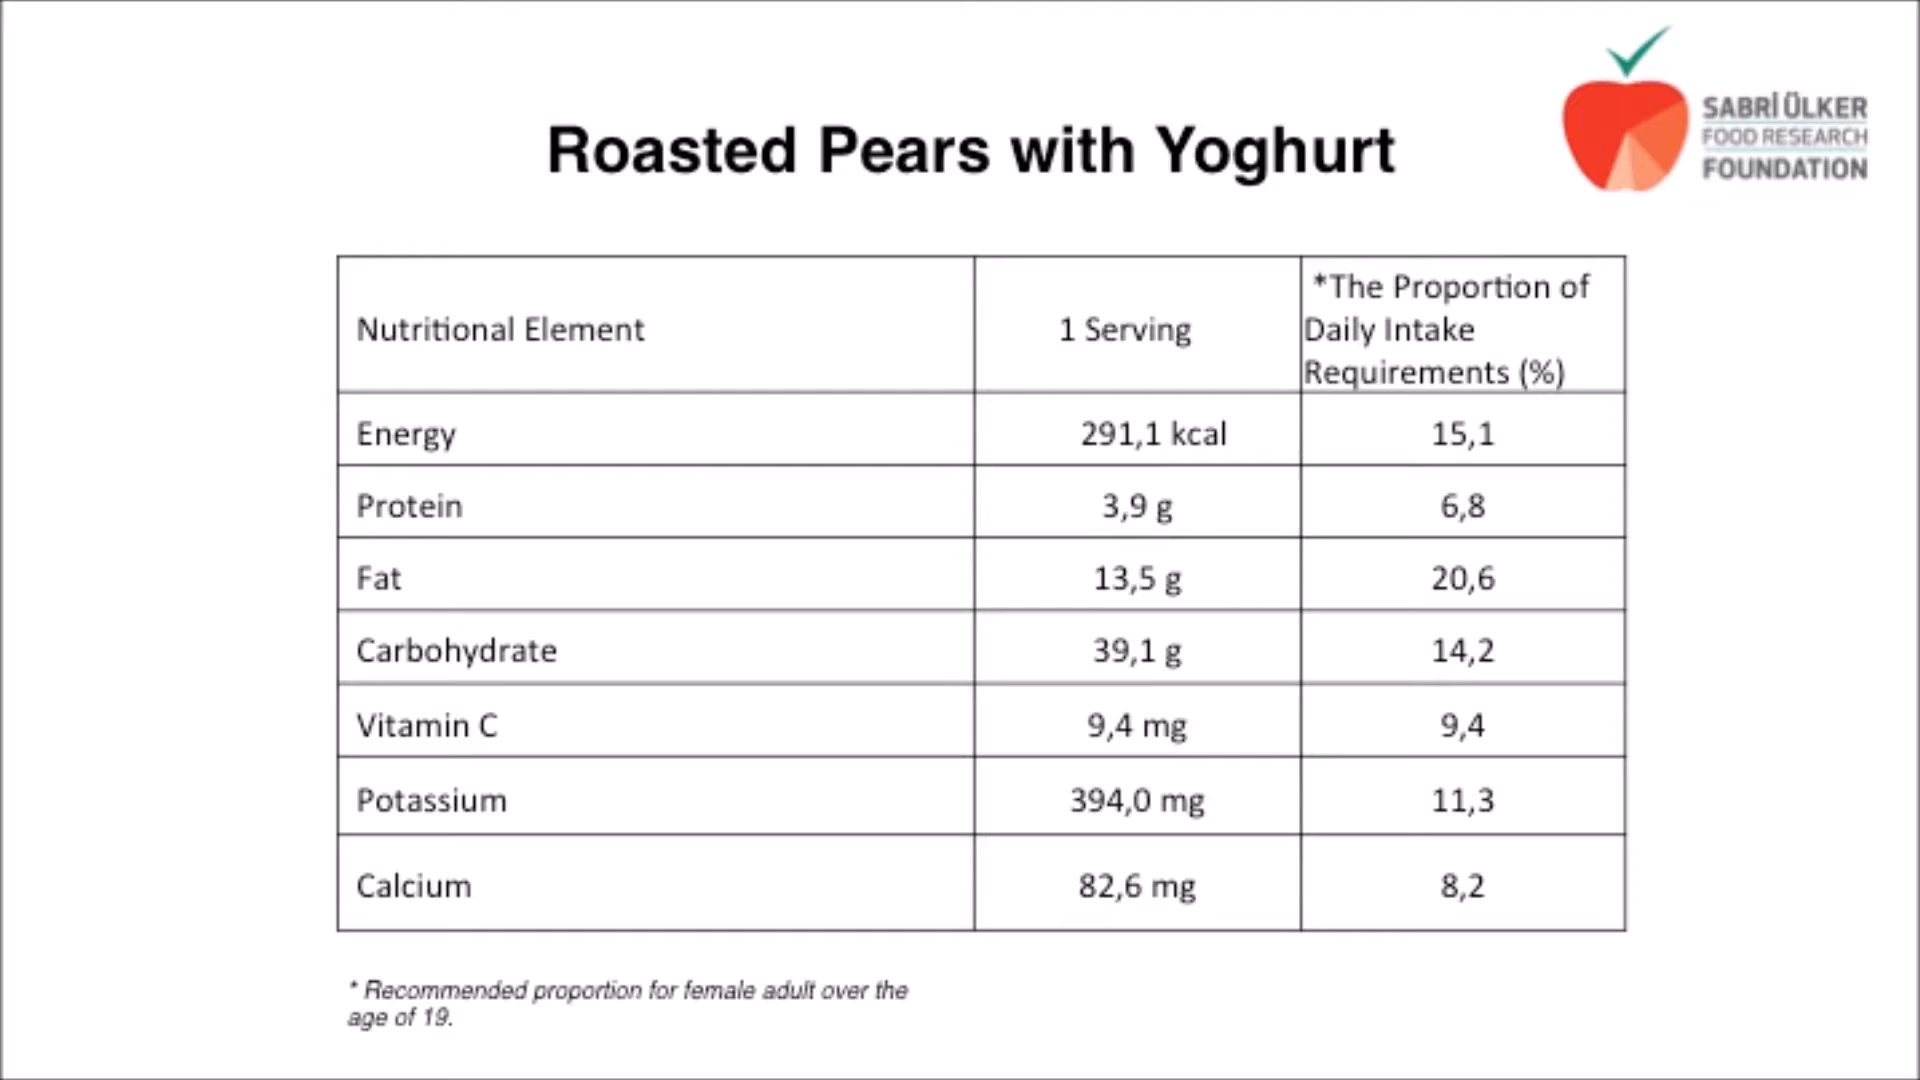 SABRİ ÜLKER
FOOD RESEARCH
FOUNDATION
Roasted Pears with Yoghurt
Nutritional Element 1 Serving *The Proportion of
Daily Intake
Requirements (%)
Energy 291,1 kcal 15,1
Protein 3,9 g 6,8
Fat 13,5 g 20,6
Carbohydrate 39,1 g 14,2
Vitamin C 9,4 mg 9,4
Potassium 394,0 mg 11,3
Calcium 82,6 mg 8,2
* Recommended proportion for female adult over the
age of 19.